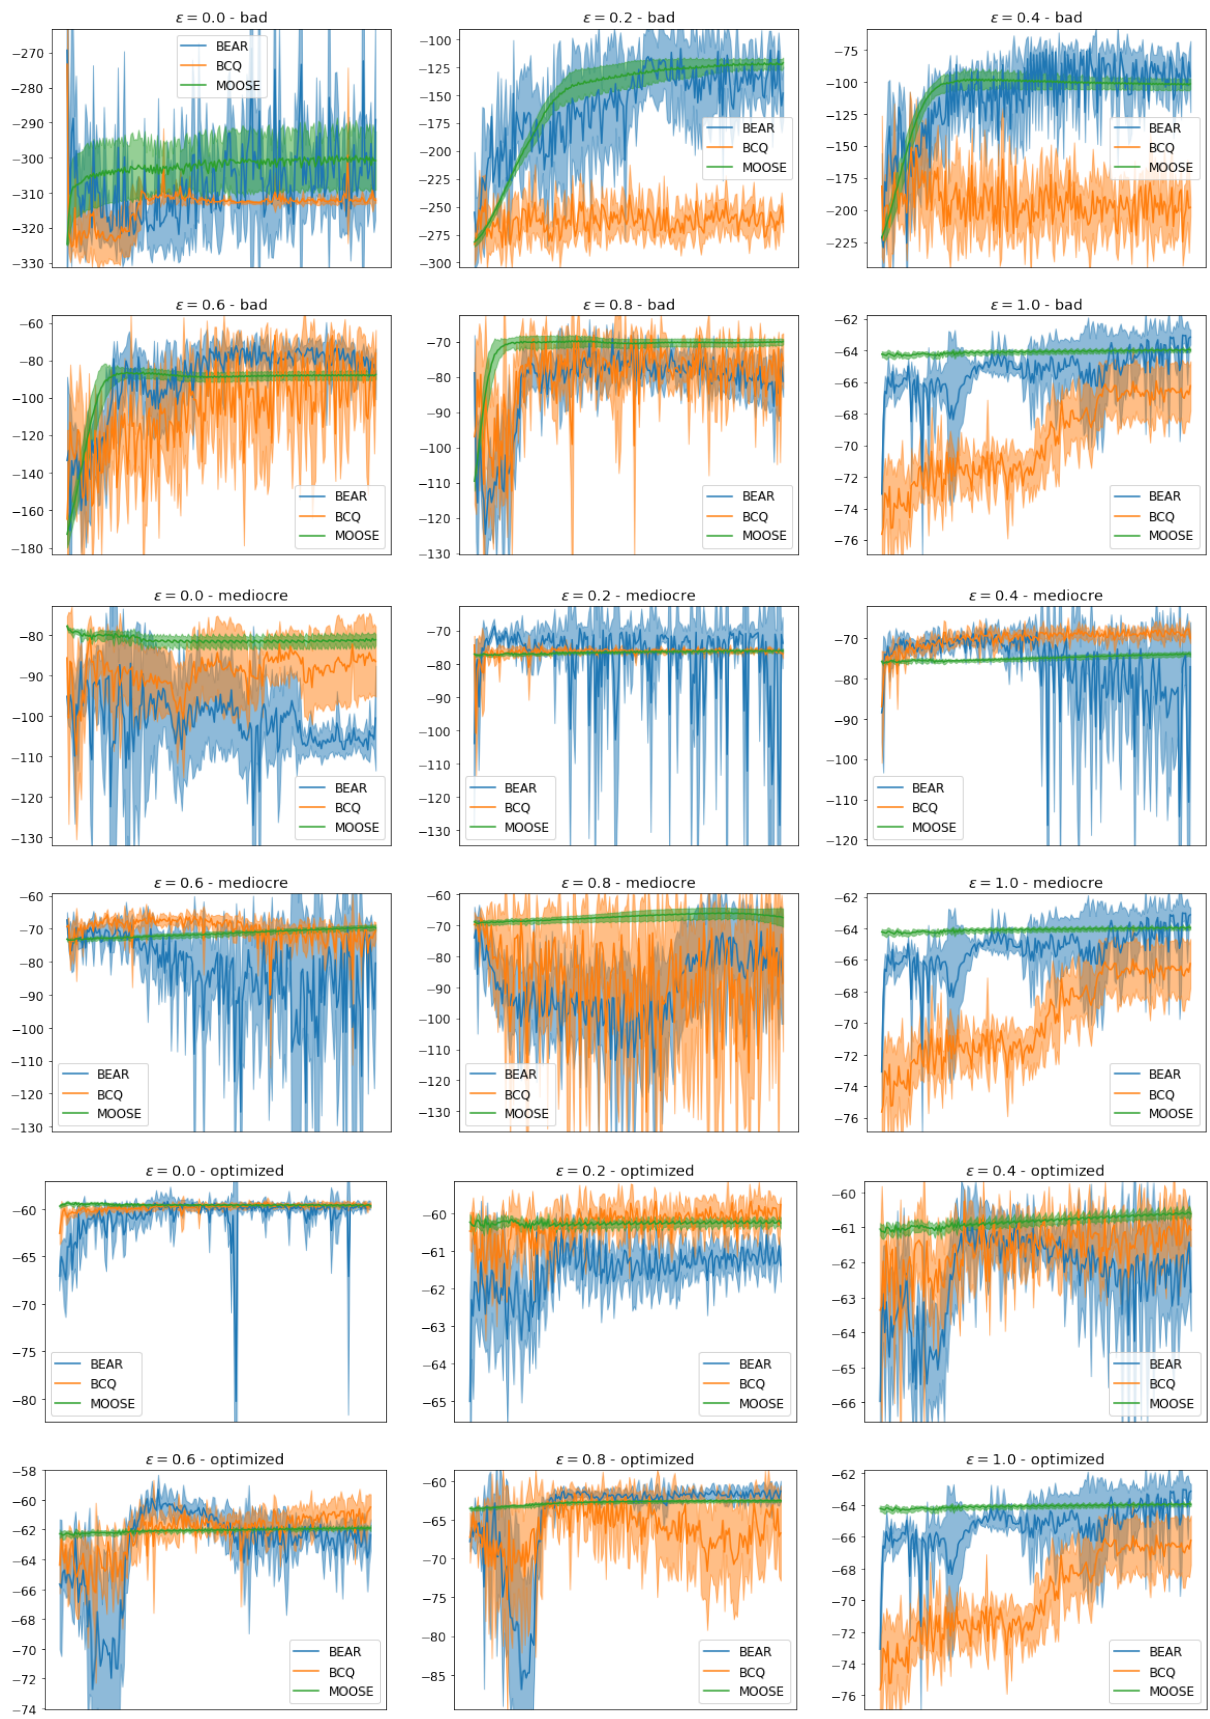 ε = 0.0 - bad
−270
−280
−290
−300
−310
−320
−330
BEAR
BCQ
MOOSE
ε = 0.2 - bad
−100
−125
−150
−175
−200
−225
−250
−275
−300
BEAR
BCQ
MOOSE
ε = 0.4 - bad
−75
−100
−125
−150
−175
−200
−225
BEAR
BCQ
MOOSE
ε = 0.6 - bad
−60
−80
−100
−120
−140
−160
−180
BEAR
BCQ
MOOSE
ε = 0.8 - bad
−70
−80
−90
−100
−110
−120
−130
BEAR
BCQ
MOOSE
ε = 1.0 - bad
−62
−64
−66
−68
−70
−72
−74
−76
BEAR
BCQ
MOOSE
ε = 0.0 - mediocre
−80
−90
−100
−110
−120
−130
BEAR
BCQ
MOOSE
ε = 0.2 - mediocre
−70
−80
−90
−100
−110
−120
−130
BEAR
BCQ
MOOSE
ε = 0.4 - mediocre
−70
−80
−90
−100
−110
−120
BEAR
BCQ
MOOSE
ε = 0.6 - mediocre
−60
−70
−80
−90
−100
−110
−120
−130
BEAR
BCQ
MOOSE
ε = 0.8 - mediocre
−60
−70
−80
−90
−100
−110
−120
−130
BEAR
BCQ
MOOSE
ε = 1.0 - mediocre
−62
−64
−66
−68
−70
−72
−74
−76
BEAR
BCQ
MOOSE
ε = 0.0 - optimized
−60
−65
−70
−75
−80
BEAR
BCQ
MOOSE
ε = 0.2 - optimized
−60
−61
−62
−63
−64
−65
BEAR
BCQ
MOOSE
ε = 0.4 - optimized
−60
−61
−62
−63
−64
−65
−66
BEAR
BCQ
MOOSE
ε = 0.6 - optimized
−58
−60
−62
−64
−66
−68
−70
−72
−74
BEAR
BCQ
MOOSE
ε = 0.8 - optimized
−60
−65
−70
−75
−80
−85
BEAR
BCQ
MOOSE
ε = 1.0 - optimized
−62
−64
−66
−68
−70
−72
−74
−76
BEAR
BCQ
MOOSE